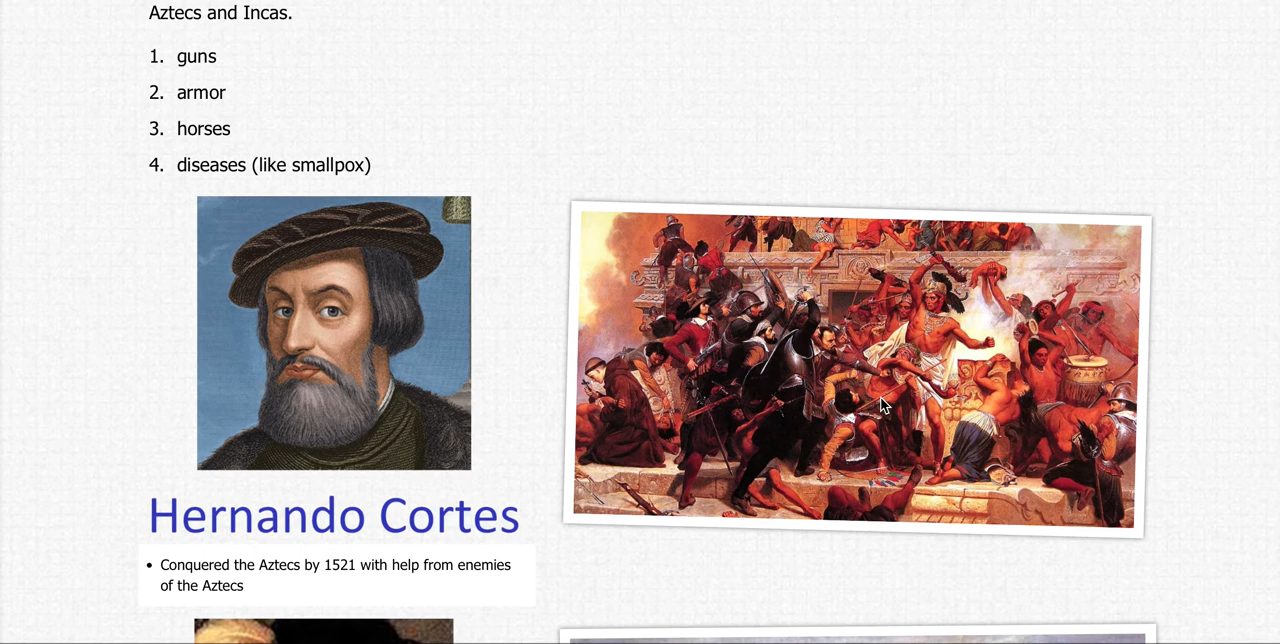 Aztecs and Incas.
1. guns
2. armor
3. horses
4. diseases (like smallpox)
Hernando Cortes
• Conquered the Aztecs by 1521 with help from enemies
of the Aztecs